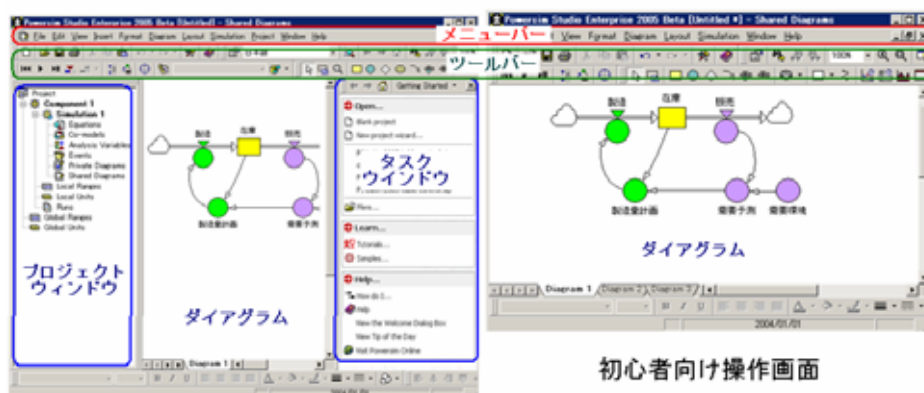 Powersim Studio Enterprise 2005 Beta [Untitled] - Shared Diagrams
File Edit View Insert Format Diagram Layout Simulation Project Window Help
メニューバー
ツールバー
Project
Component 1
Simulation 1
Equations
Co-models
Analysis Variables
Events
Private Diagrams
Shared Diagrams
Local Ranges
Local Units
Runs
Global Ranges
Global Units
プロジェクト
ウィンドウ
製造
在庫
販売
製造量計画
需要予測
ダイアグラム
Diagram 1
Getting Started
Open...
Blank project
New project wizard...
タスク
ウインドウ
More...
Learn...
Tutorials...
Samples...
Help...
How do I...
Help
View the Welcome Dialog Box
View Tip of the Day
Visit Powersim Online
Powersim Studio Enterprise 2005 Beta [Untitled *] - Shared Diagrams
View Format Diagram Layout Simulation Window Help
100%
製造
在庫
販売
製造量計画
需要予測
需要環境
ダイアグラム
Diagram 1 Diagram 2 Diagram 3
2004/01/01
初心者向け操作画面